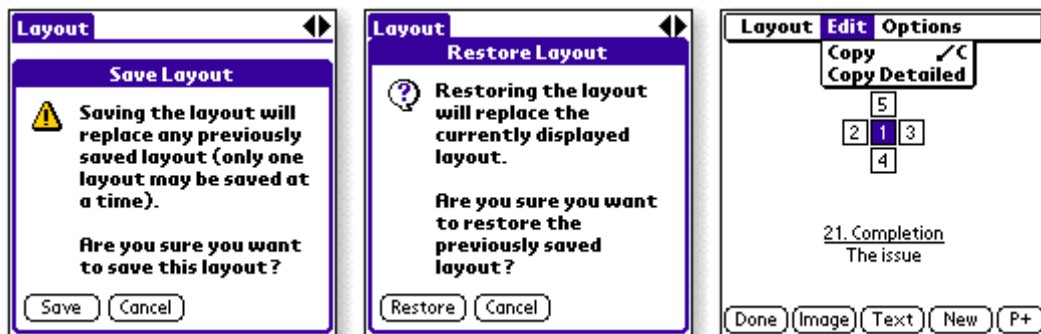 Layout
Save Layout
Saving the layout will
replace any previously
saved layout (only one
layout may be saved at
a time).
Are you sure you want
to save this layout?
Save Cancel
Layout
Restore Layout
Restoring the layout
will replace the
currently displayed
layout.
Are you sure you want
to restore the
previously saved
layout?
Restore Cancel
Layout Edit Options
Copy C
Copy Detailed
5
2 1 3
4
21. Completion
The issue
Done Image Text New P+